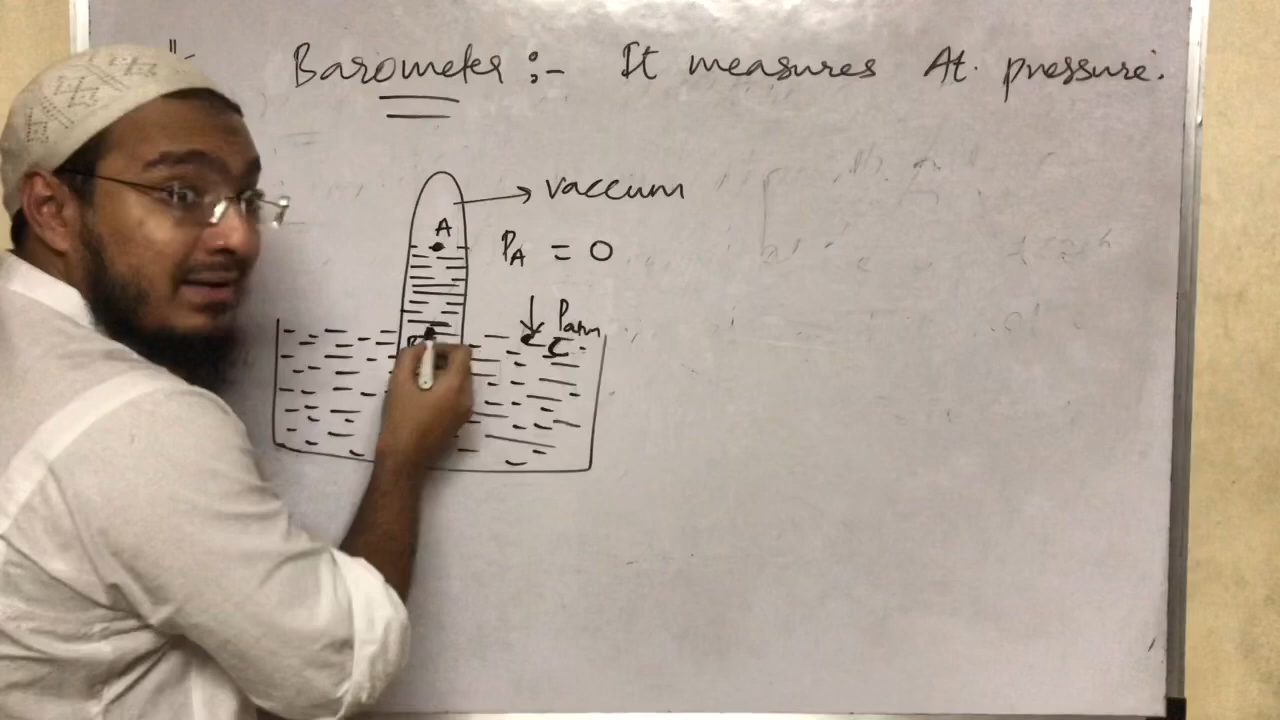 Barometer :- It measures At. pressure.
vaccum
A
PA = 0
Patm
B
C